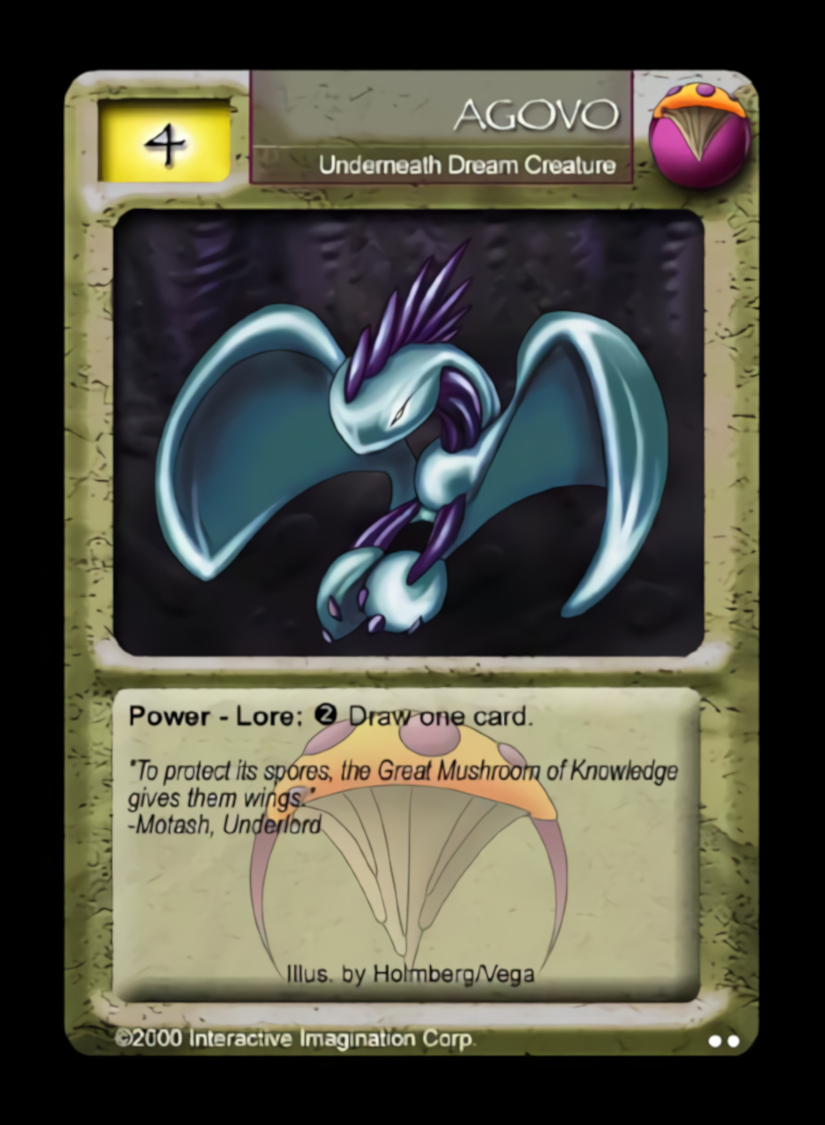 4
AGOVO
Underneath Dream Creature
Power - Lore: ❷ Draw one card.
"To protect its spores, the Great Mushroom of Knowledge
gives them wings."
-Motash, Underlord
Illus. by Holmberg/Vega
©2000 Interactive Imagination Corp.